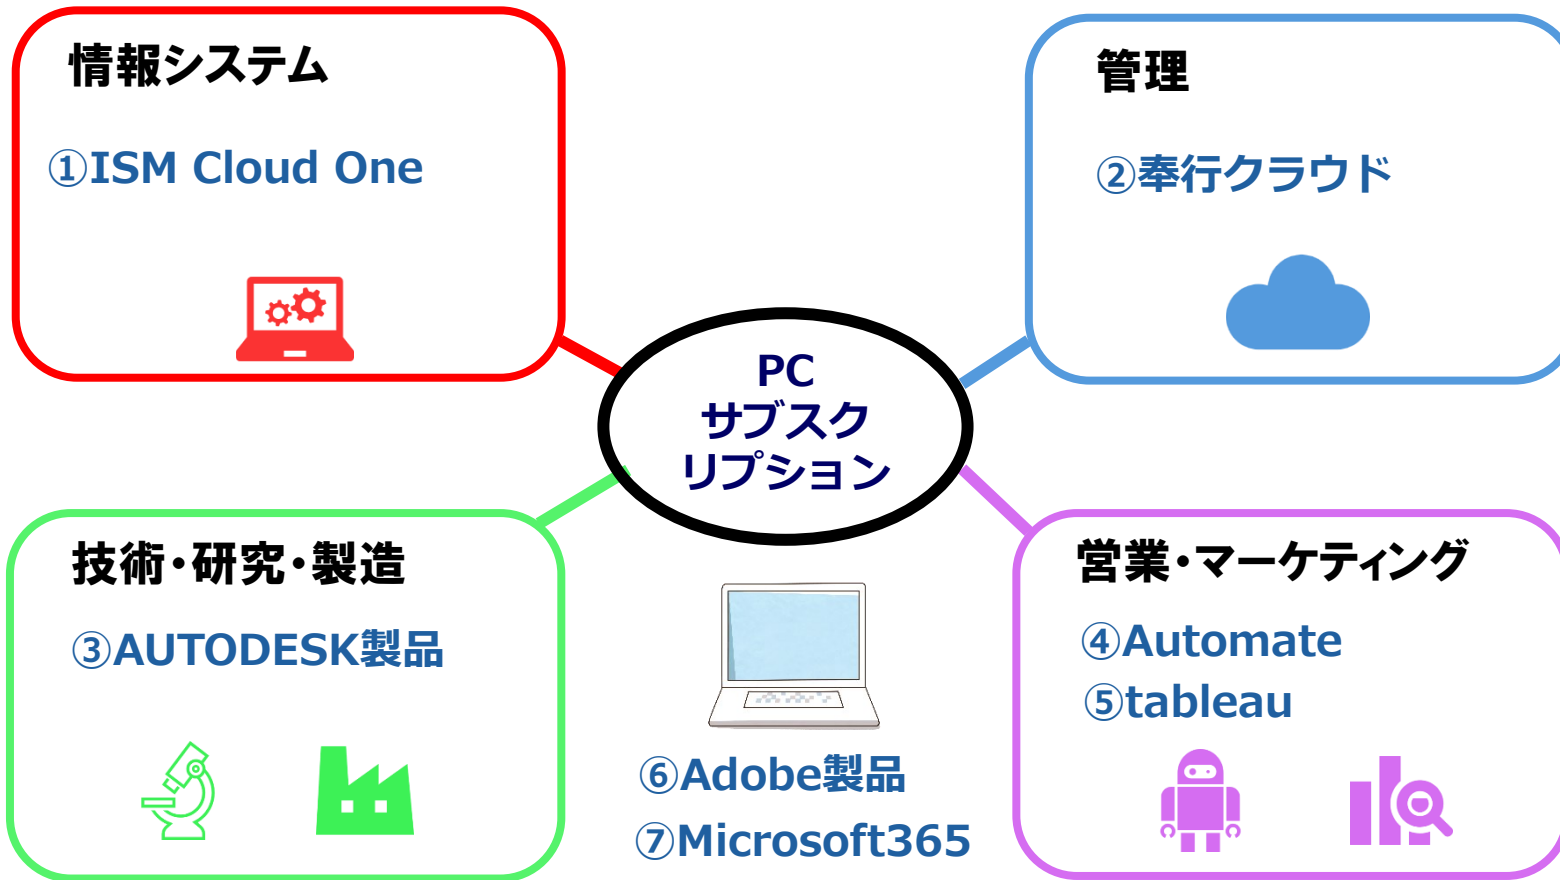 情報システム
①ISM Cloud One
管理
②奉行クラウド
PC
サブスク
リプション
技術・研究・製造
③AUTODESK製品
営業・マーケティング
④Automate
⑤tableau
⑥Adobe製品
⑦Microsoft365